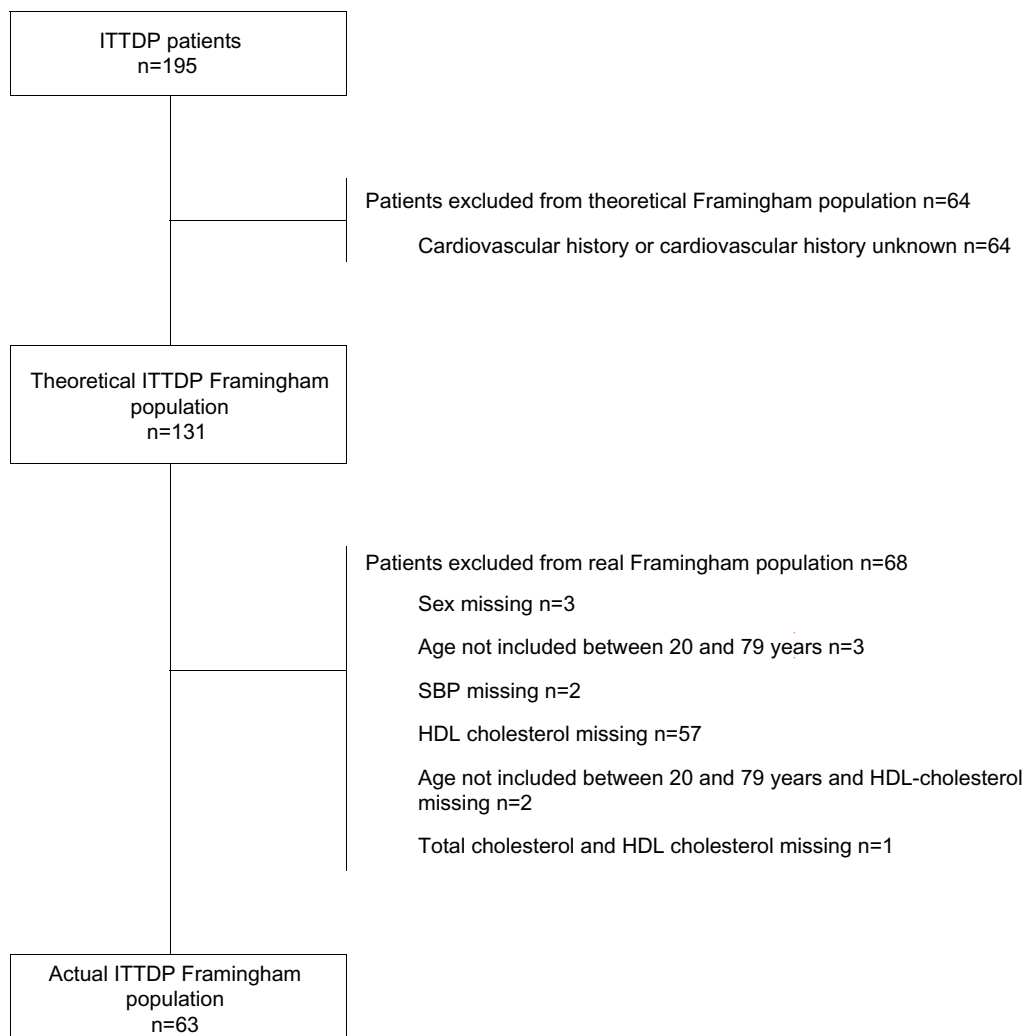 ITTDP patients
n=195
Patients excluded from theoretical Framingham population n=64
Cardiovascular history or cardiovascular history unknown n=64
Theoretical ITTDP Framingham
population
n=131
Patients excluded from real Framingham population n=68
Sex missing n=3
Age not included between 20 and 79 years n=3
SBP missing n=2
HDL cholesterol missing n=57
Age not included between 20 and 79 years and HDL-cholesterol
missing n=2
Total cholesterol and HDL cholesterol missing n=1
Actual ITTDP Framingham
population
n=63